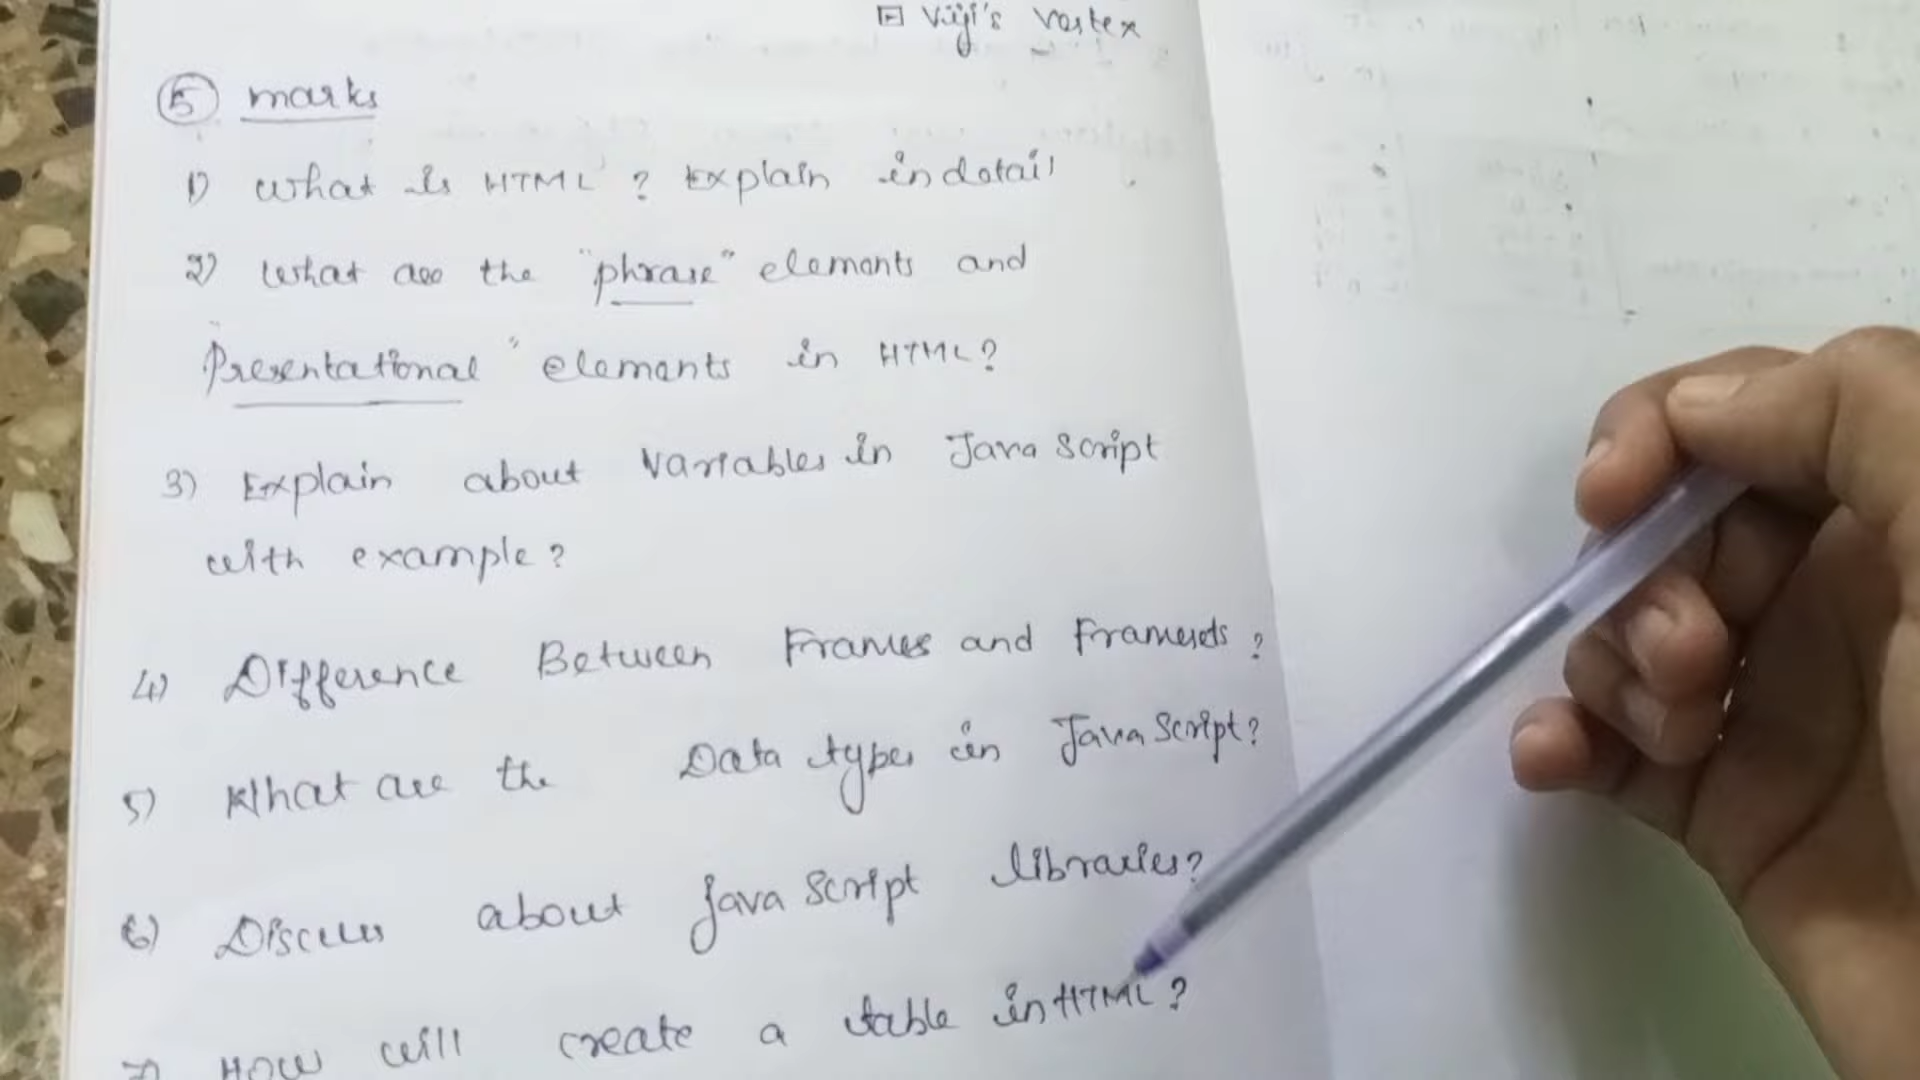 Viji's Vortex
5 marks
1) What is HTML ? Explain in detail
2) What are the "phrase" elements and
"Presentational" elements in HTML?
3) Explain about Variables in Java Script
with example?
4) Difference Between Frames and Framesets ?
5) What are the Data types in Java Script?
6) Discuss about Java Script libraries?
7) How will create a table in HTML ?